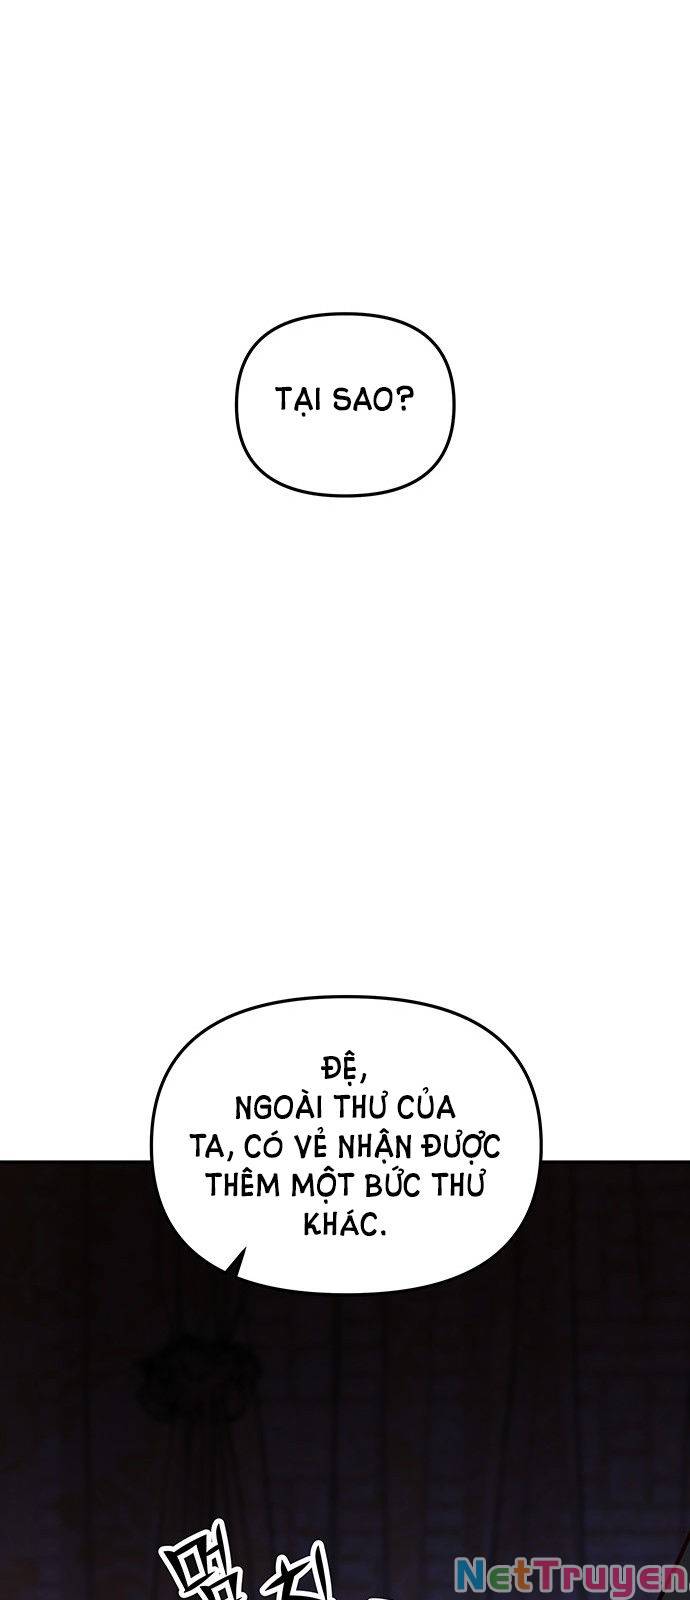 TẠI SAO?
ĐỆ,
NGOÀI THƯ CỦA
TA, CÓ VẺ NHẬN ĐƯỢC
THÊM MỘT BỨC THƯ
KHÁC.
NetTruyen